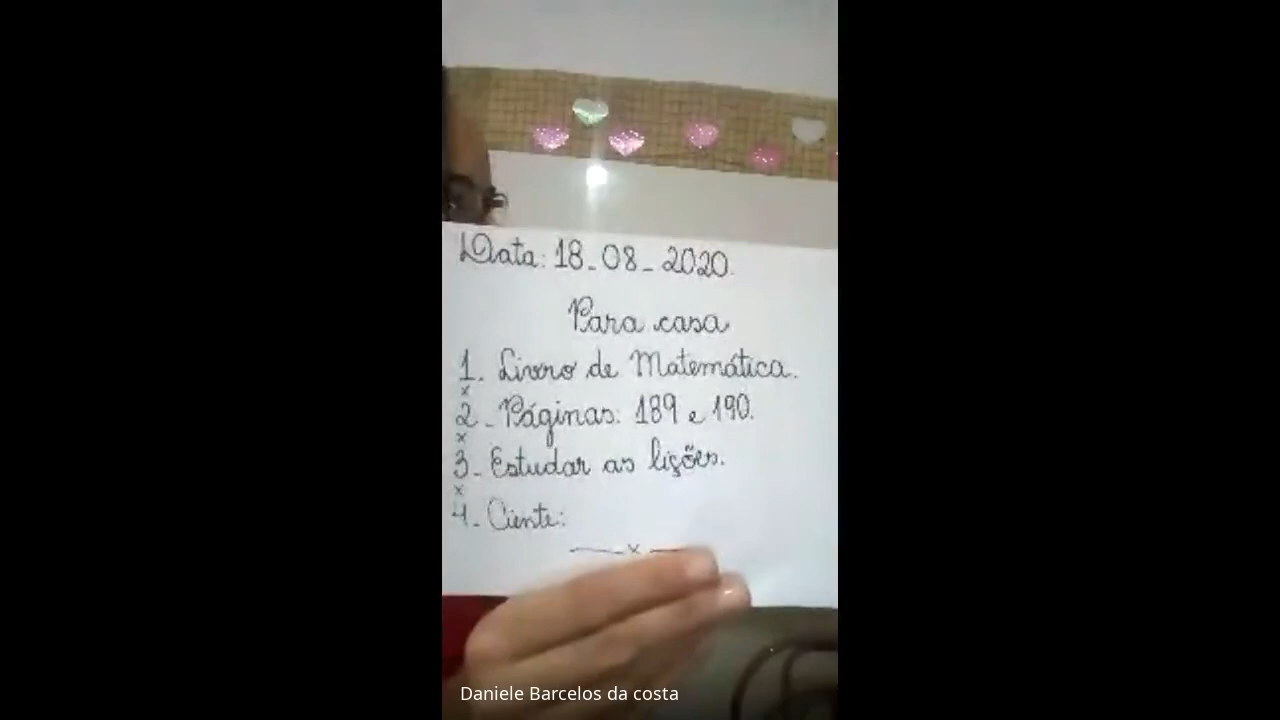 Data: 18-08-2020.
Para casa
1. Livro de Matemática.
x
2- Páginas: 189 e 190.
x
3- Estudar as lições.
x
4- Ciente:
x
Daniele Barcelos da costa